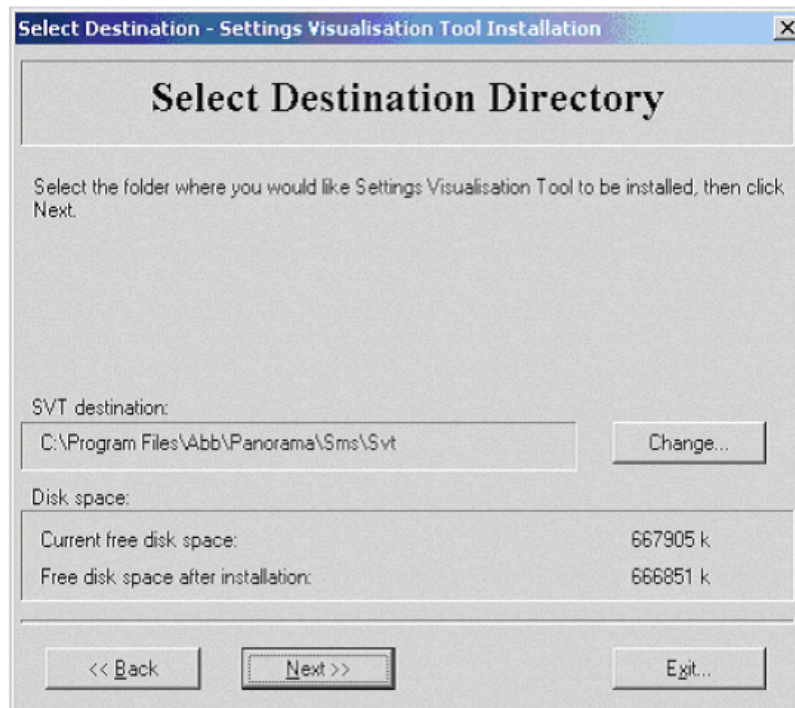 Select Destination - Settings Visualisation Tool Installation
Select Destination Directory
Select the folder where you would like Settings Visualisation Tool to be installed, then click
Next.
SVT destination:
C:\Program Files\Abb\Panorama\Sms\Svt
Change...
Disk space:
Current free disk space: 667905 k
Free disk space after installation: 666851 k
<< Back Next >> Exit...